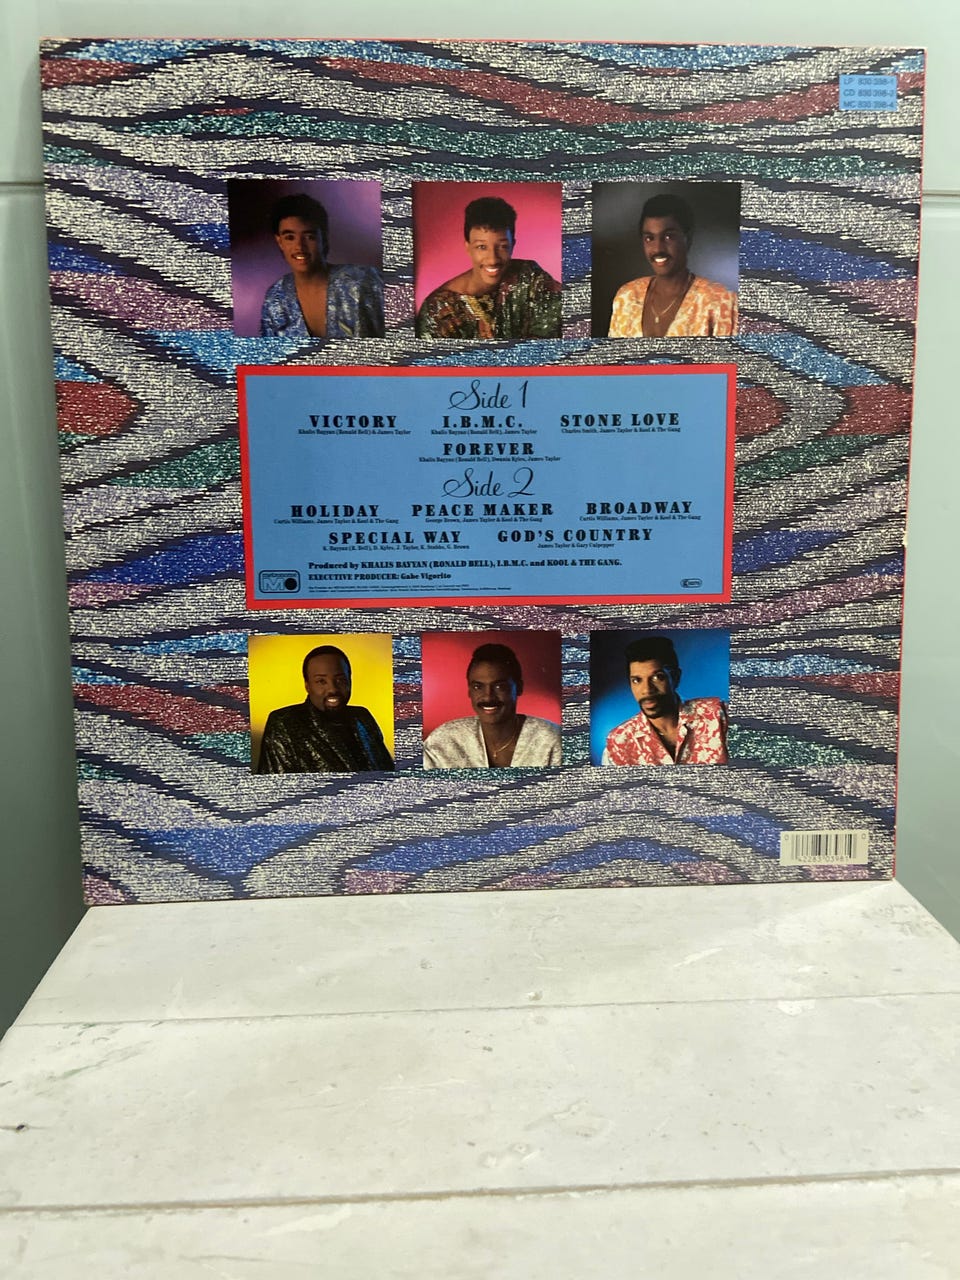 LP 830 398-1
CD 830 398-2
MC 830 398-4
Side 1
VICTORY I.B.M.C. STONE LOVE
Khalis Bayyan (Ronald Bell) & James Taylor Khalis Bayyan (Ronald Bell), James Taylor Charles Smith, James Taylor & Kool & The Gang
FOREVER
Khalis Bayyan (Ronald Bell), Dwania Kyles, James Taylor
Side 2
HOLIDAY PEACE MAKER BROADWAY
Curtis Williams, James Taylor & Kool & The Gang George Brown, James Taylor & Kool & The Gang Curtis Williams, James Taylor & Kool & The Gang
SPECIAL WAY GOD'S COUNTRY
K. Bayyan (R. Bell), D. Kyles, J. Taylor, K. Stubbs, G. Brown James Taylor & Gary Culpepper
Produced by KHALIS BAYYAN (RONALD BELL), I.B.M.C. and KOOL & THE GANG.
EXECUTIVE PRODUCER: Gabe Vigorito